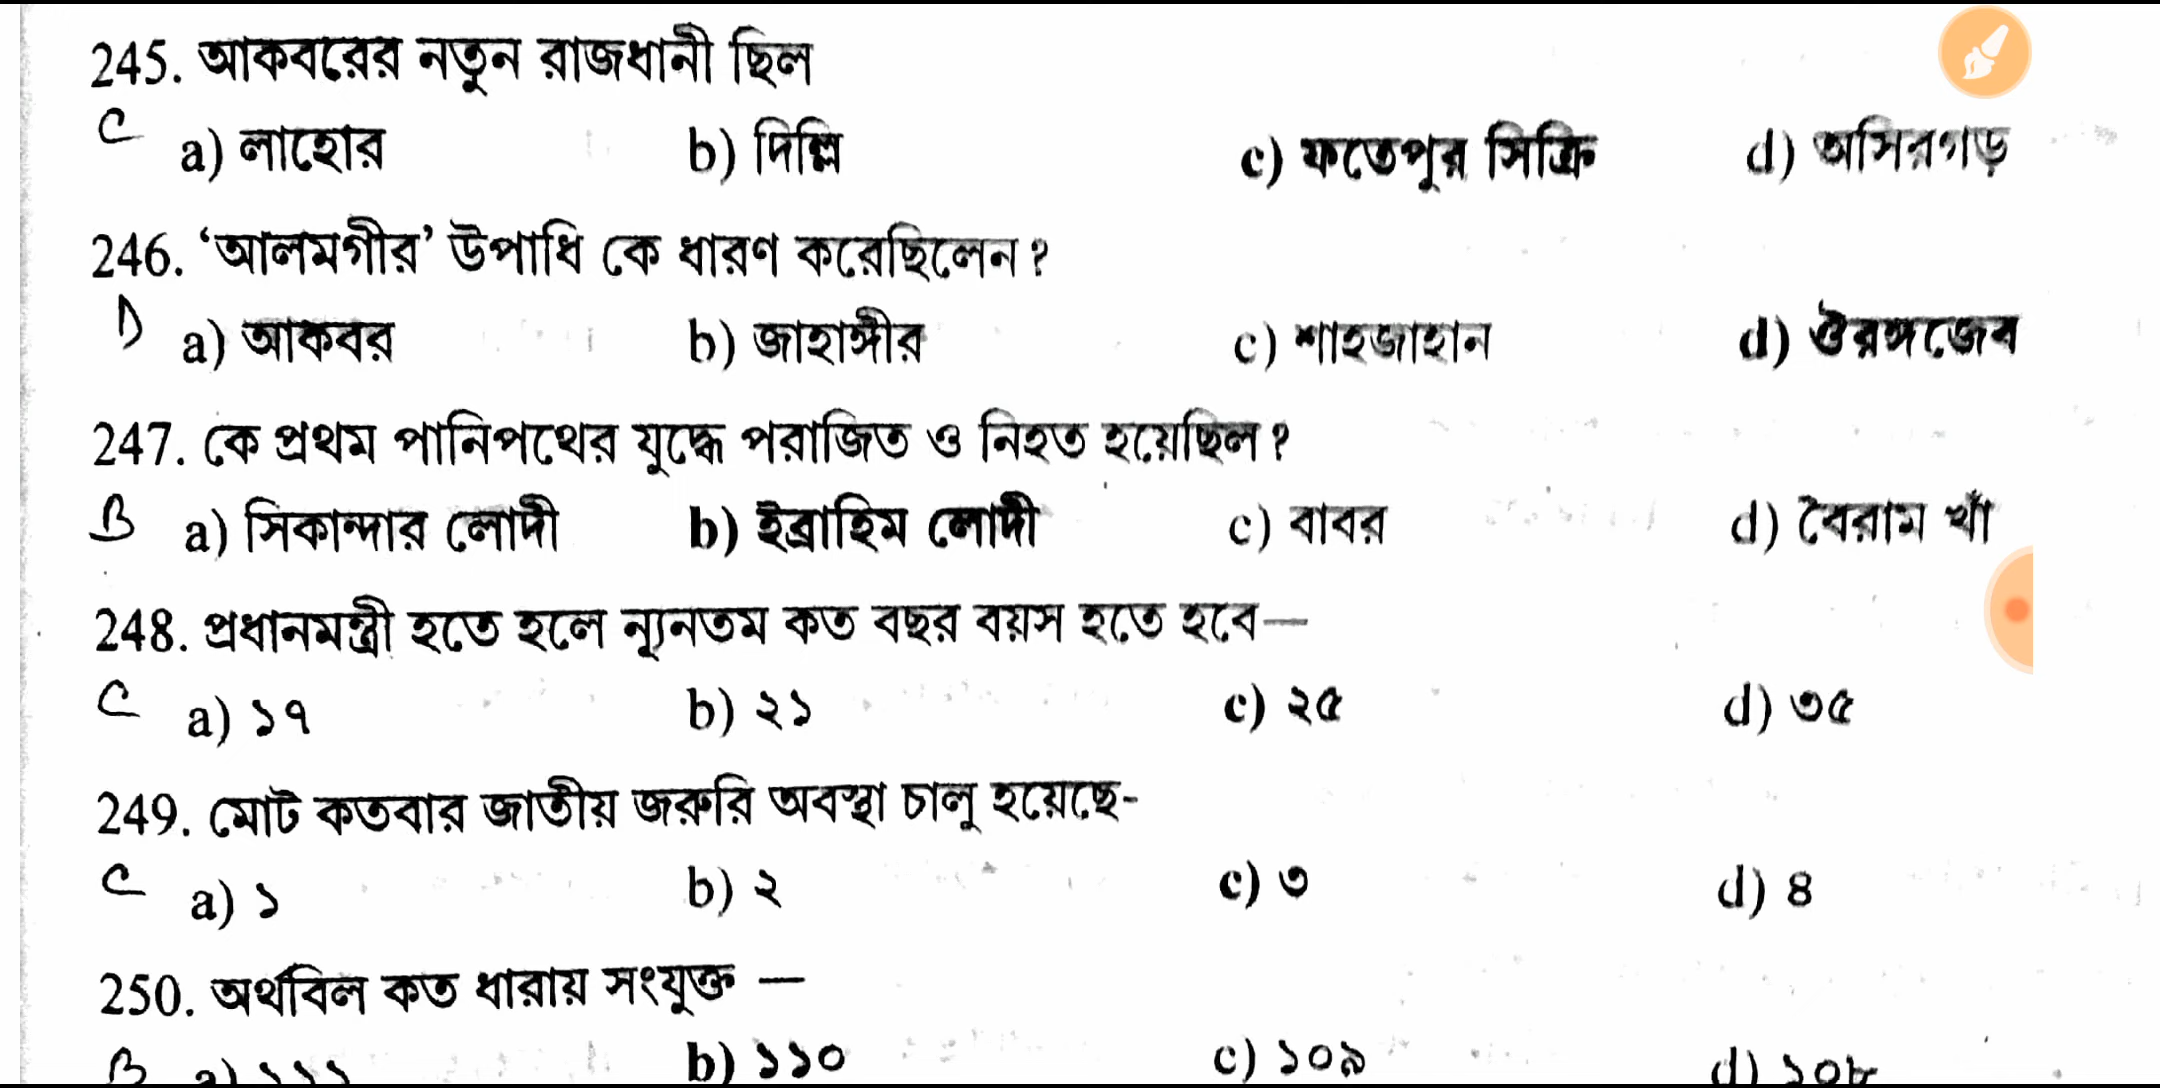 245. আকবরের নতুন রাজধানী ছিল
C a) লাহোর b) দিল্লি c) ফতেপুর সিক্রি d) অসিরগড়
246. ‘আলমগীর’ উপাধি কে ধারণ করেছিলেন?
D a) আকবর b) জাহাঙ্গীর c) শাহজাহান d) ঔরঙ্গজেব
247. কে প্রথম পানিপথের যুদ্ধে পরাজিত ও নিহত হয়েছিল?
B a) সিকান্দার লোদী b) ইব্রাহিম লোদী c) বাবর d) বৈরাম খাঁ
248. প্রধানমন্ত্রী হতে হলে ন্যূনতম কত বছর বয়স হতে হবে—
C a) ১৭ b) ২১ c) ২৫ d) ৩৫
249. মোট কতবার জাতীয় জরুরি অবস্থা চালু হয়েছে-
C a) ১ b) ২ c) ৩ d) ৪
250. অর্থবিল কত ধারায় সংযুক্ত —
B a) ১১১ b) ১১০ c) ১০৯ d) ১০৮